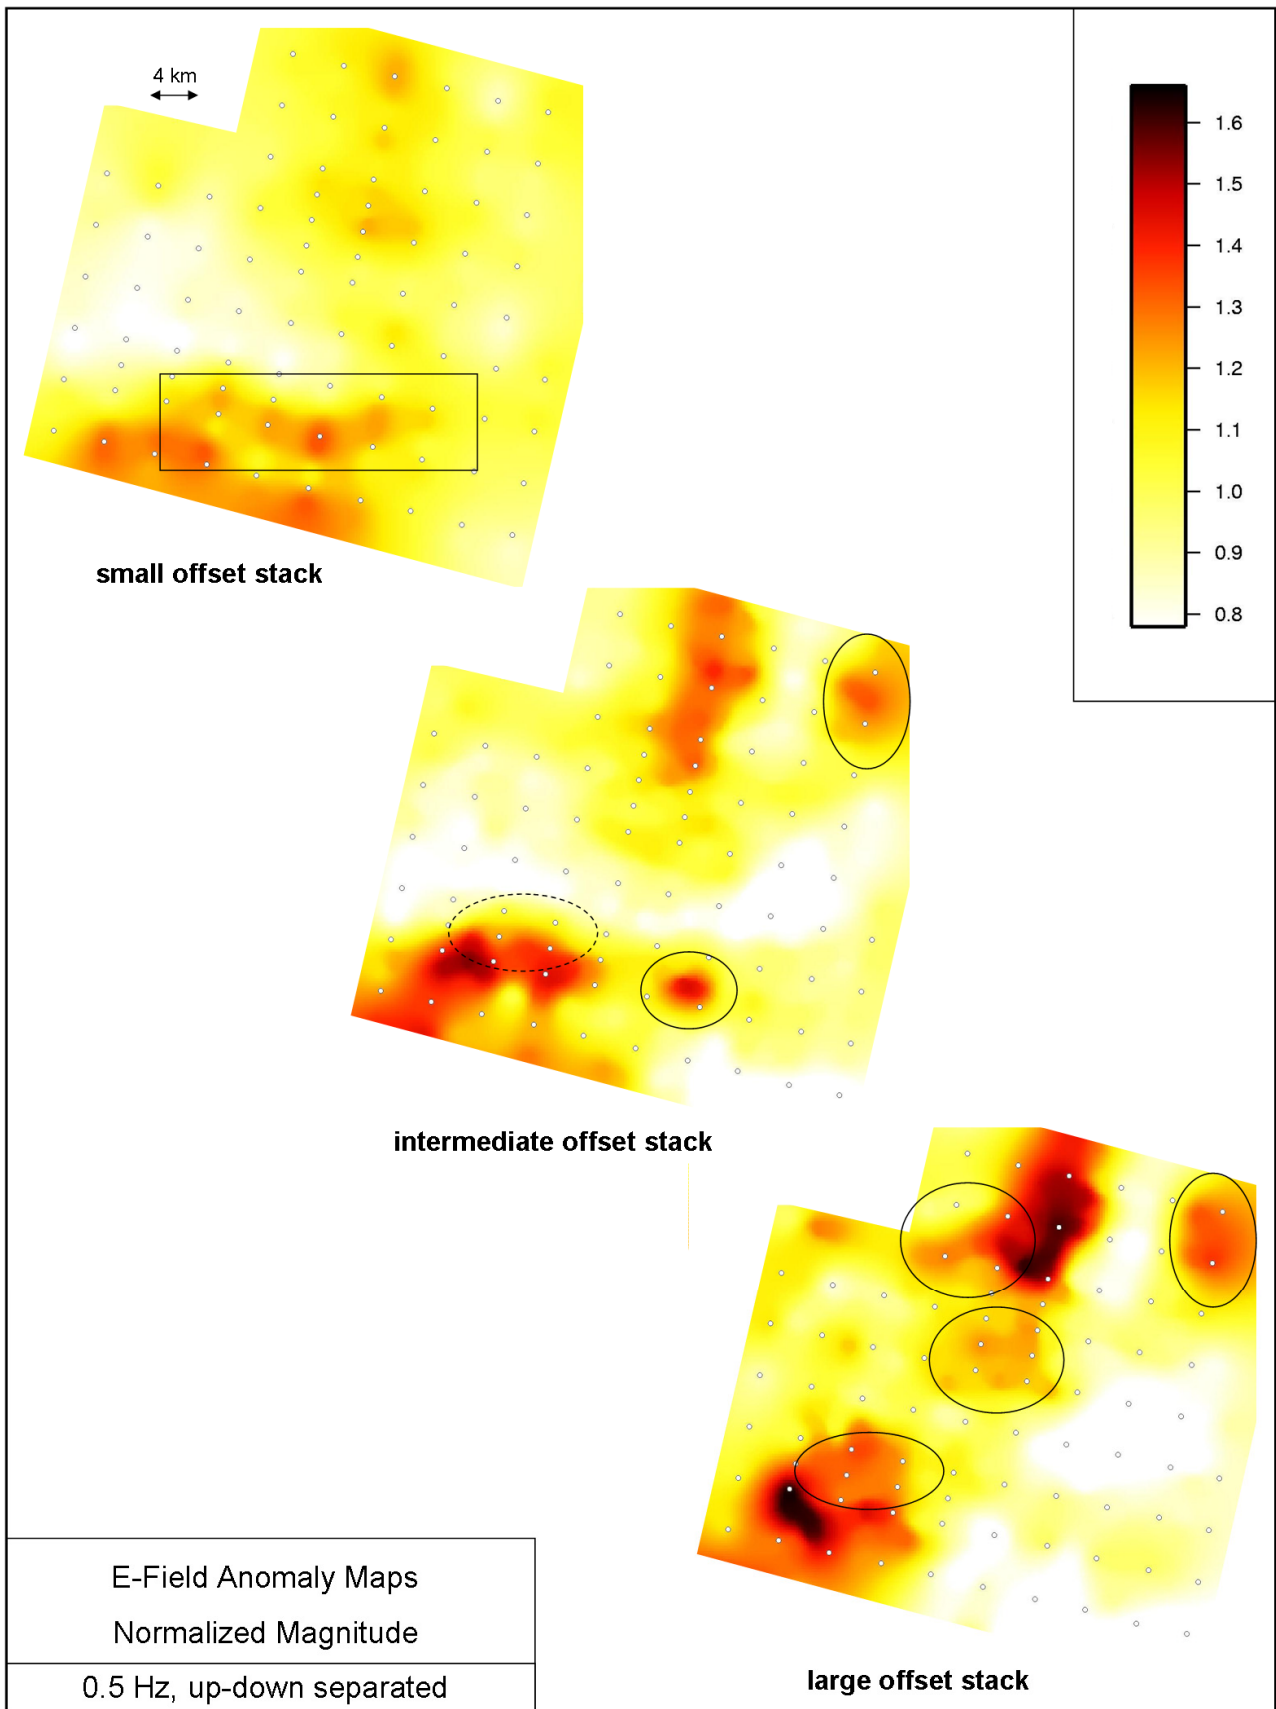 4 km
1.6
1.5
1.4
1.3
1.2
1.1
1.0
0.9
0.8
small offset stack
intermediate offset stack
large offset stack
E-Field Anomaly Maps
Normalized Magnitude
0.5 Hz, up-down separated